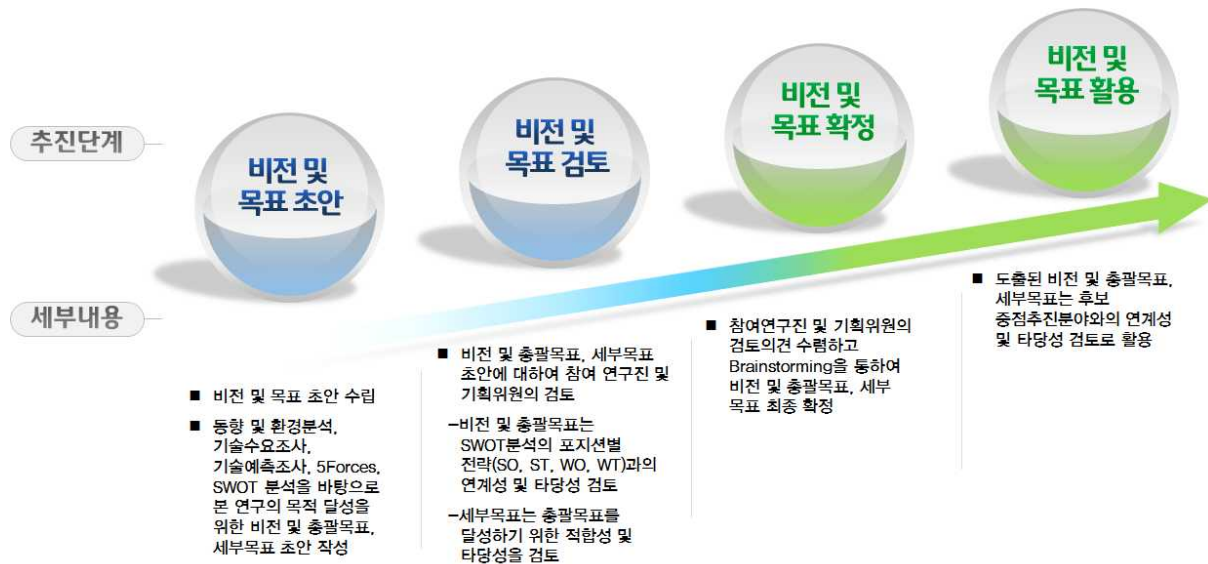 추진단계
비전 및
목표 초안
비전 및
목표 검토
비전 및
목표 확정
비전 및
목표 활용
세부내용
■ 비전 및 목표 초안 수립
■ 동향 및 환경분석,
기술수요조사,
기술예측조사, 5Forces,
SWOT 분석을 바탕으로
본 연구의 목적 달성을
위한 비전 및 총괄목표,
세부목표 초안 작성
■ 비전 및 총괄목표, 세부목표
초안에 대하여 참여 연구진 및
기획위원의 검토
–비전 및 총괄목표는
SWOT분석의 포지션별
전략(SO, ST, WO, WT)과의
연계성 및 타당성 검토
–세부목표는 총괄목표를
달성하기 위한 적합성 및
타당성을 검토
■ 참여연구진 및 기획위원의
검토의견 수렴하고
Brainstorming을 통하여
비전 및 총괄목표, 세부
목표 최종 확정
■ 도출된 비전 및 총괄목표,
세부목표는 후보
중점추진분야와의 연계성
및 타당성 검토로 활용